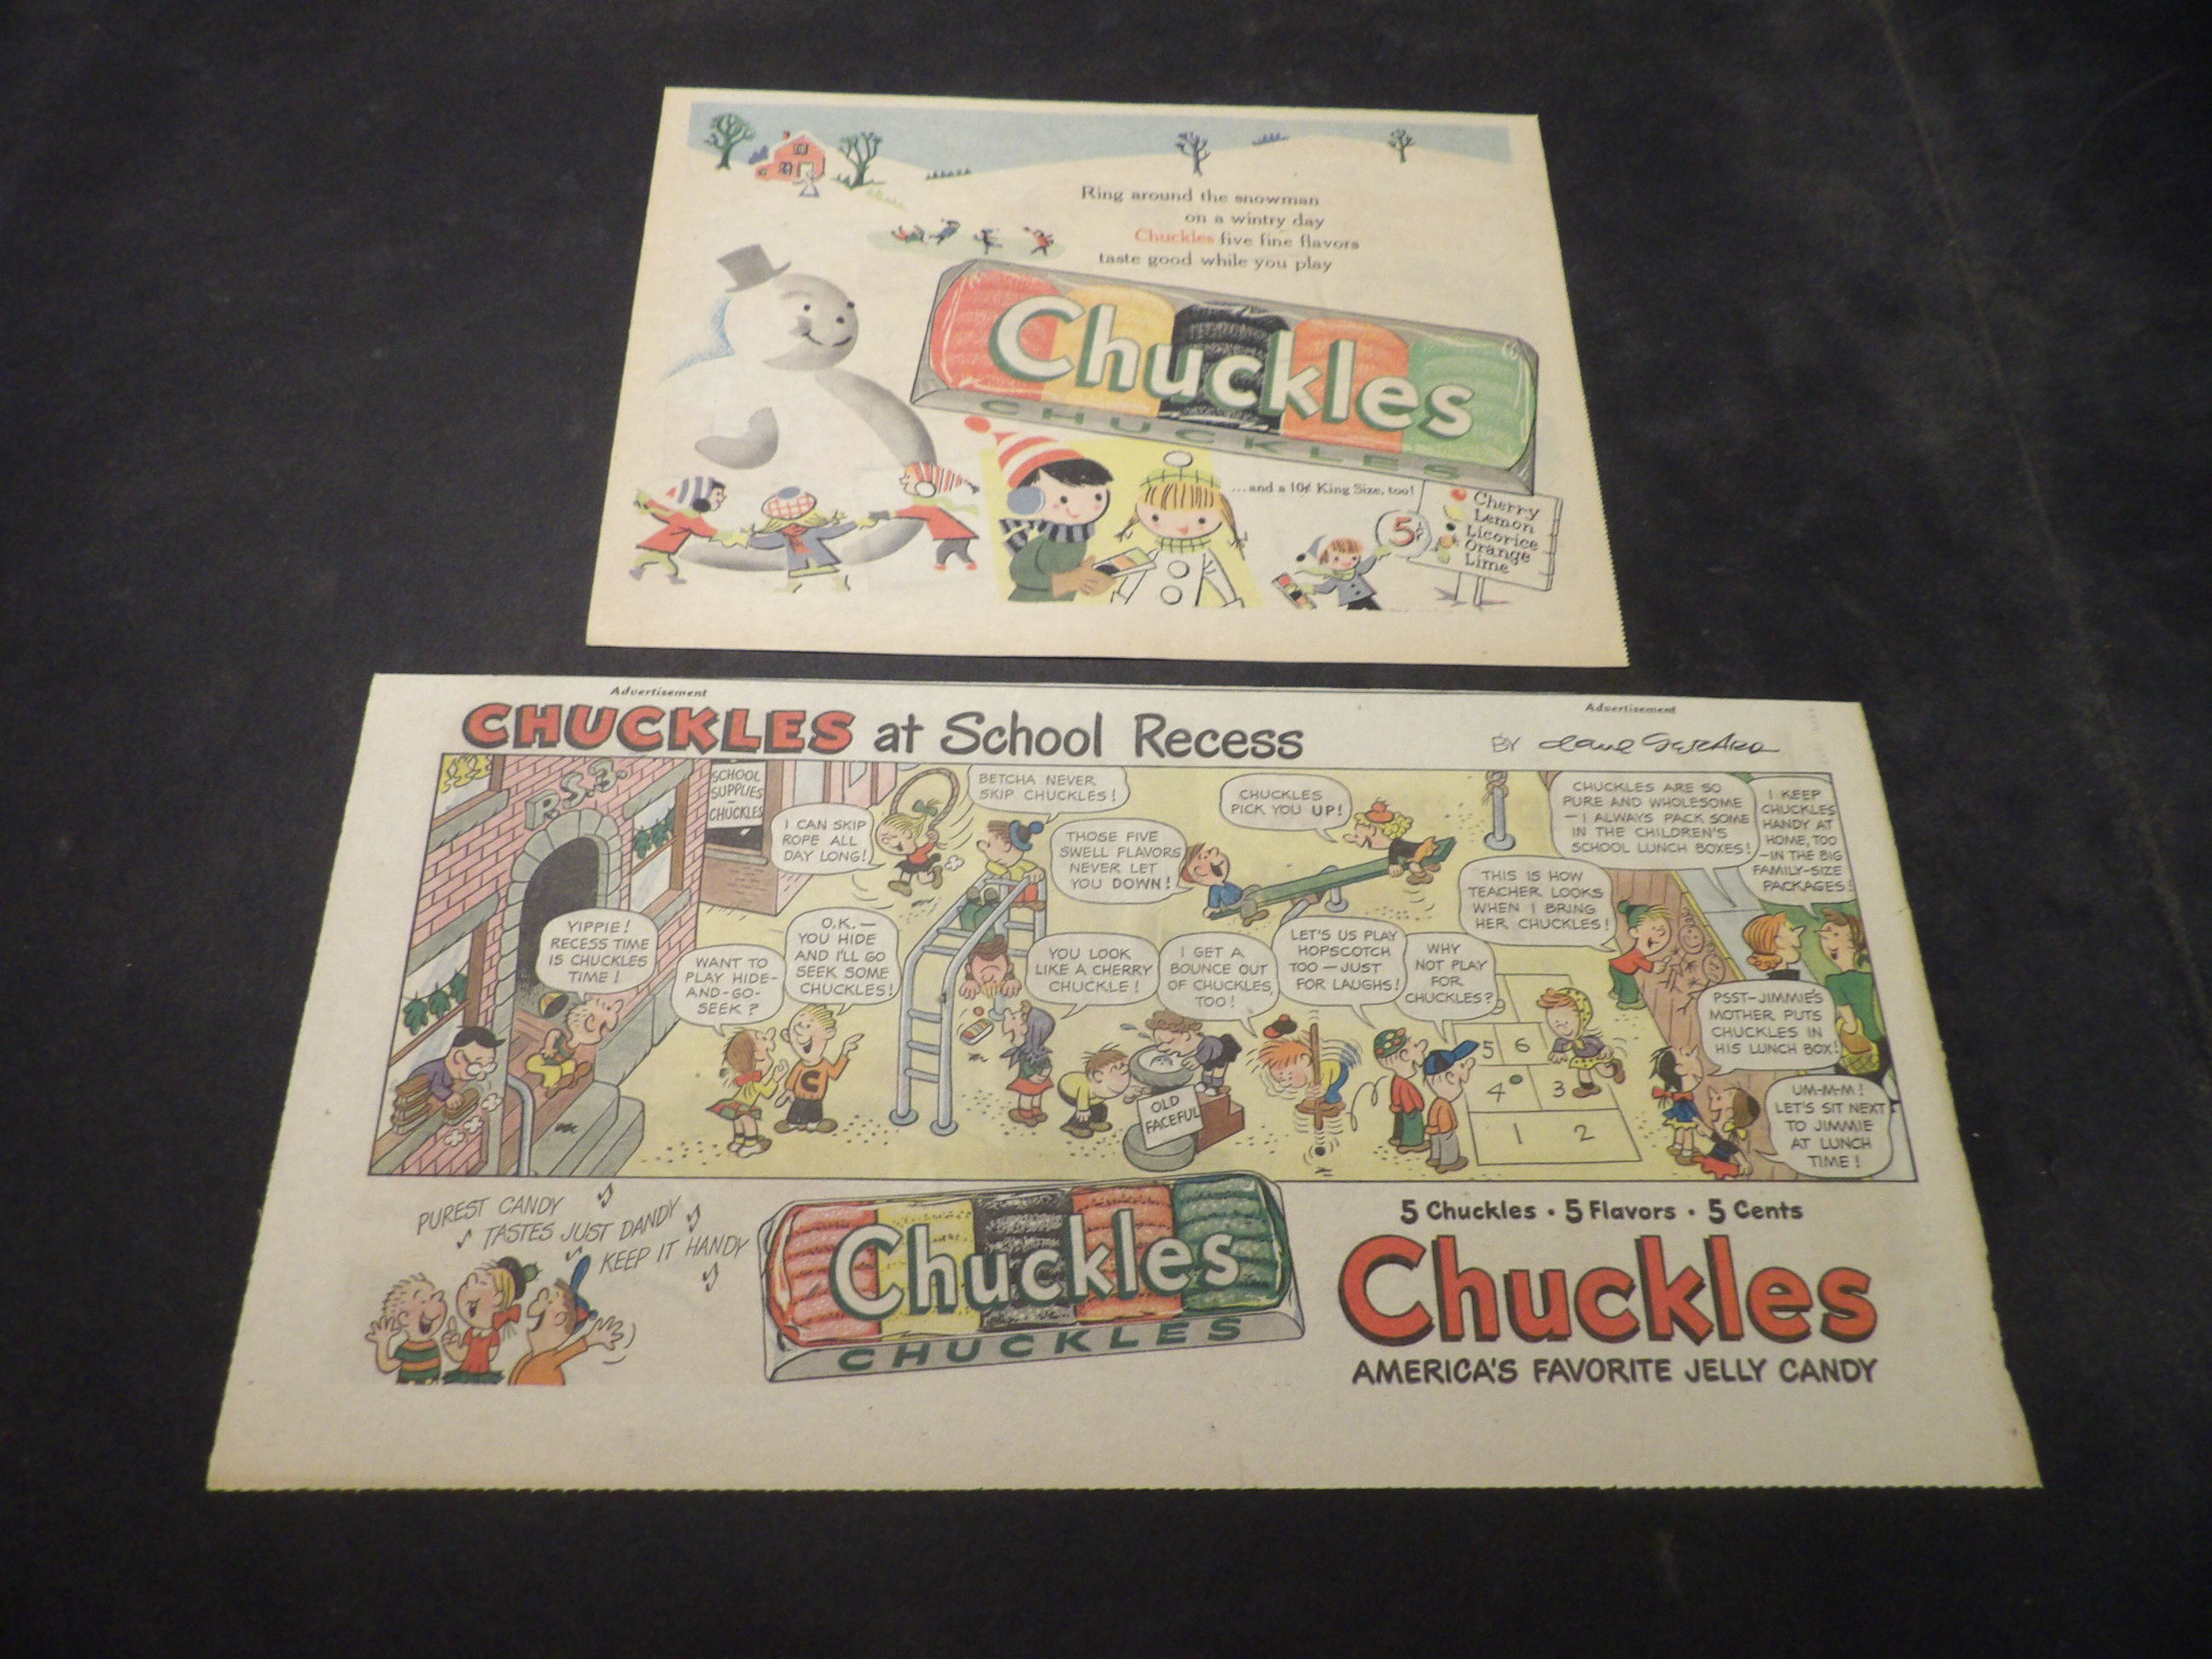 Ring around the snowman
on a wintry day
Chuckles five fine flavors
taste good while you play
Chuckles
CHUCKLES
...and a 10¢ King Size, too!
5¢
Cherry
Lemon
Licorice
Orange
Lime
Advertisement
Advertisement
CHUCKLES at School Recess
BY
P.S.3.
SCHOOL
SUPPLIES
-
CHUCKLES
YIPPIE!
RECESS TIME
IS CHUCKLES
TIME!
WANT TO
PLAY HIDE-
AND-GO-
SEEK?
O.K.—
YOU HIDE
AND I'LL GO
SEEK SOME
CHUCKLES!
C
I CAN SKIP
ROPE ALL
DAY LONG!
BETCHA NEVER
SKIP CHUCKLES!
THOSE FIVE
SWELL FLAVORS
NEVER LET
YOU DOWN!
CHUCKLES
PICK YOU UP!
YOU LOOK
LIKE A CHERRY
CHUCKLE!
OLD
FACEFUL
I GET A
BOUNCE OUT
OF CHUCKLES,
TOO!
LET'S US PLAY
HOPSCOTCH
TOO—JUST
FOR LAUGHS!
WHY
NOT PLAY
FOR
CHUCKLES?
5 6
4 3
1 2
THIS IS HOW
TEACHER LOOKS
WHEN I BRING
HER CHUCKLES!
CHUCKLES ARE SO
PURE AND WHOLESOME
—I ALWAYS PACK SOME
IN THE CHILDREN'S
SCHOOL LUNCH BOXES!
I KEEP
CHUCKLES
HANDY AT
HOME, TOO
—IN THE BIG
FAMILY-SIZE
PACKAGES!
PSST-JIMMIE'S
MOTHER PUTS
CHUCKLES IN
HIS LUNCH BOX!
UM-M-M!
LET'S SIT NEXT
TO JIMMIE
AT LUNCH
TIME!
PUREST CANDY
TASTES JUST DANDY
KEEP IT HANDY
Chuckles
CHUCKLES
5 Chuckles • 5 Flavors • 5 Cents
Chuckles
AMERICA'S FAVORITE JELLY CANDY